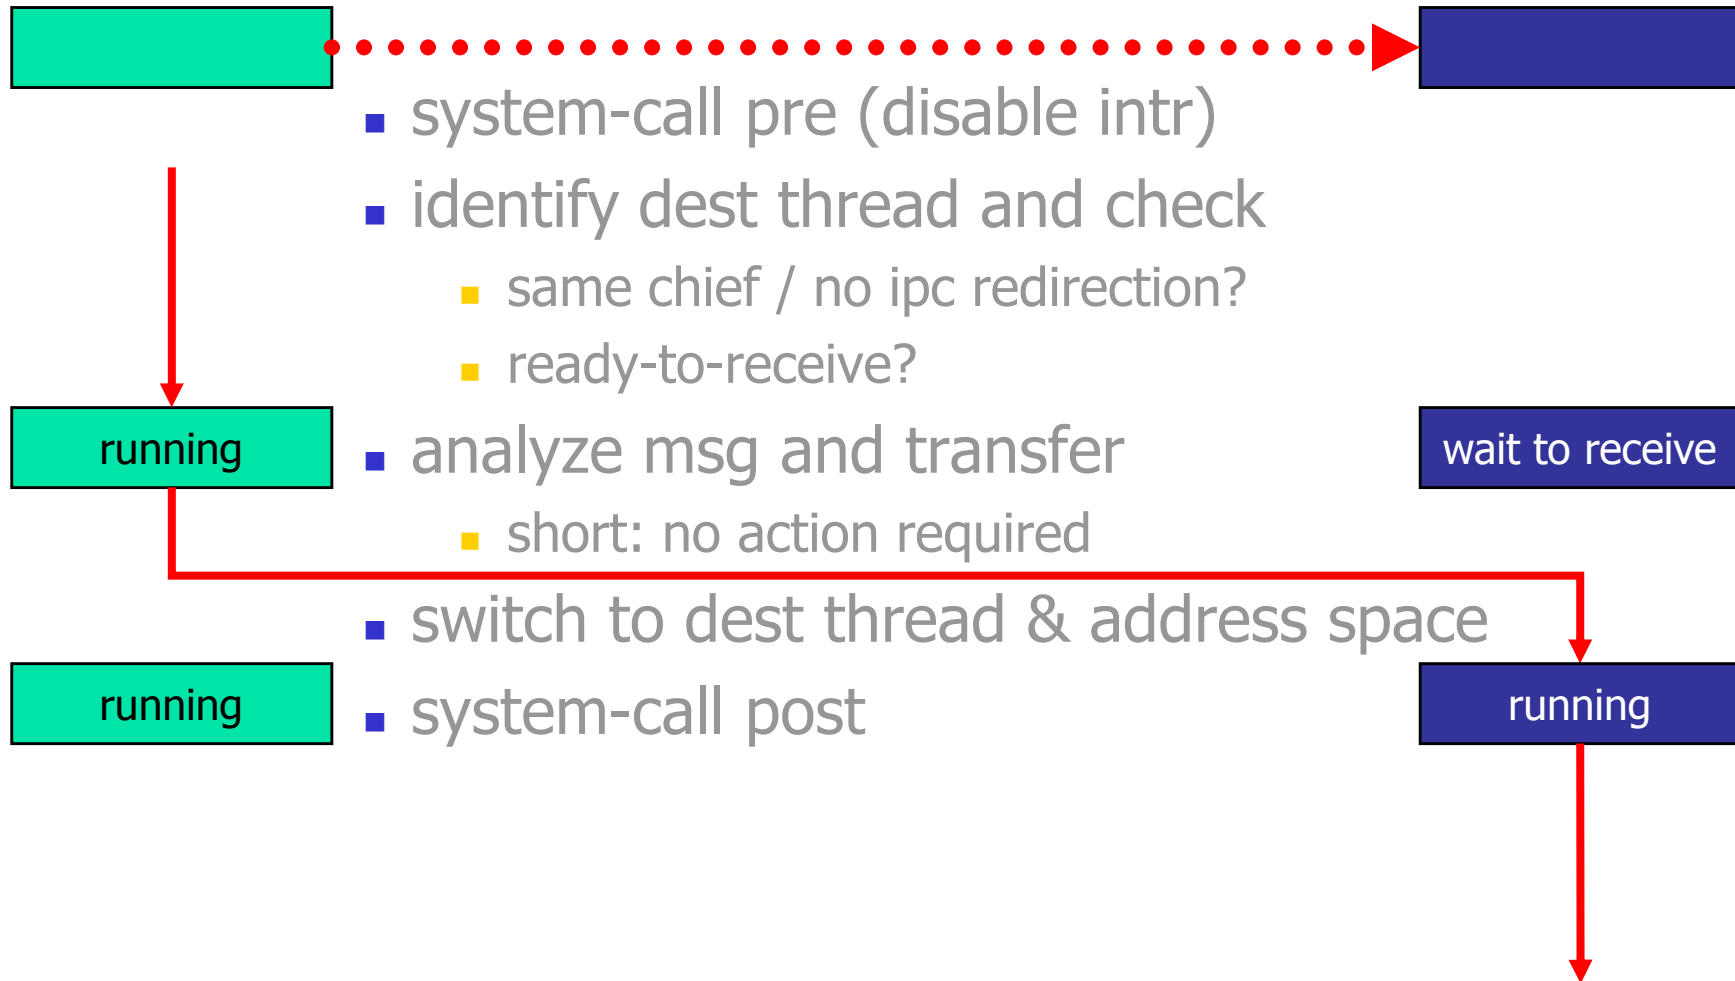 system-call pre (disable intr)
identify dest thread and check
same chief / no ipc redirection?
ready-to-receive?
running
analyze msg and transfer
wait to receive
short: no action required
switch to dest thread & address space
running
system-call post
running